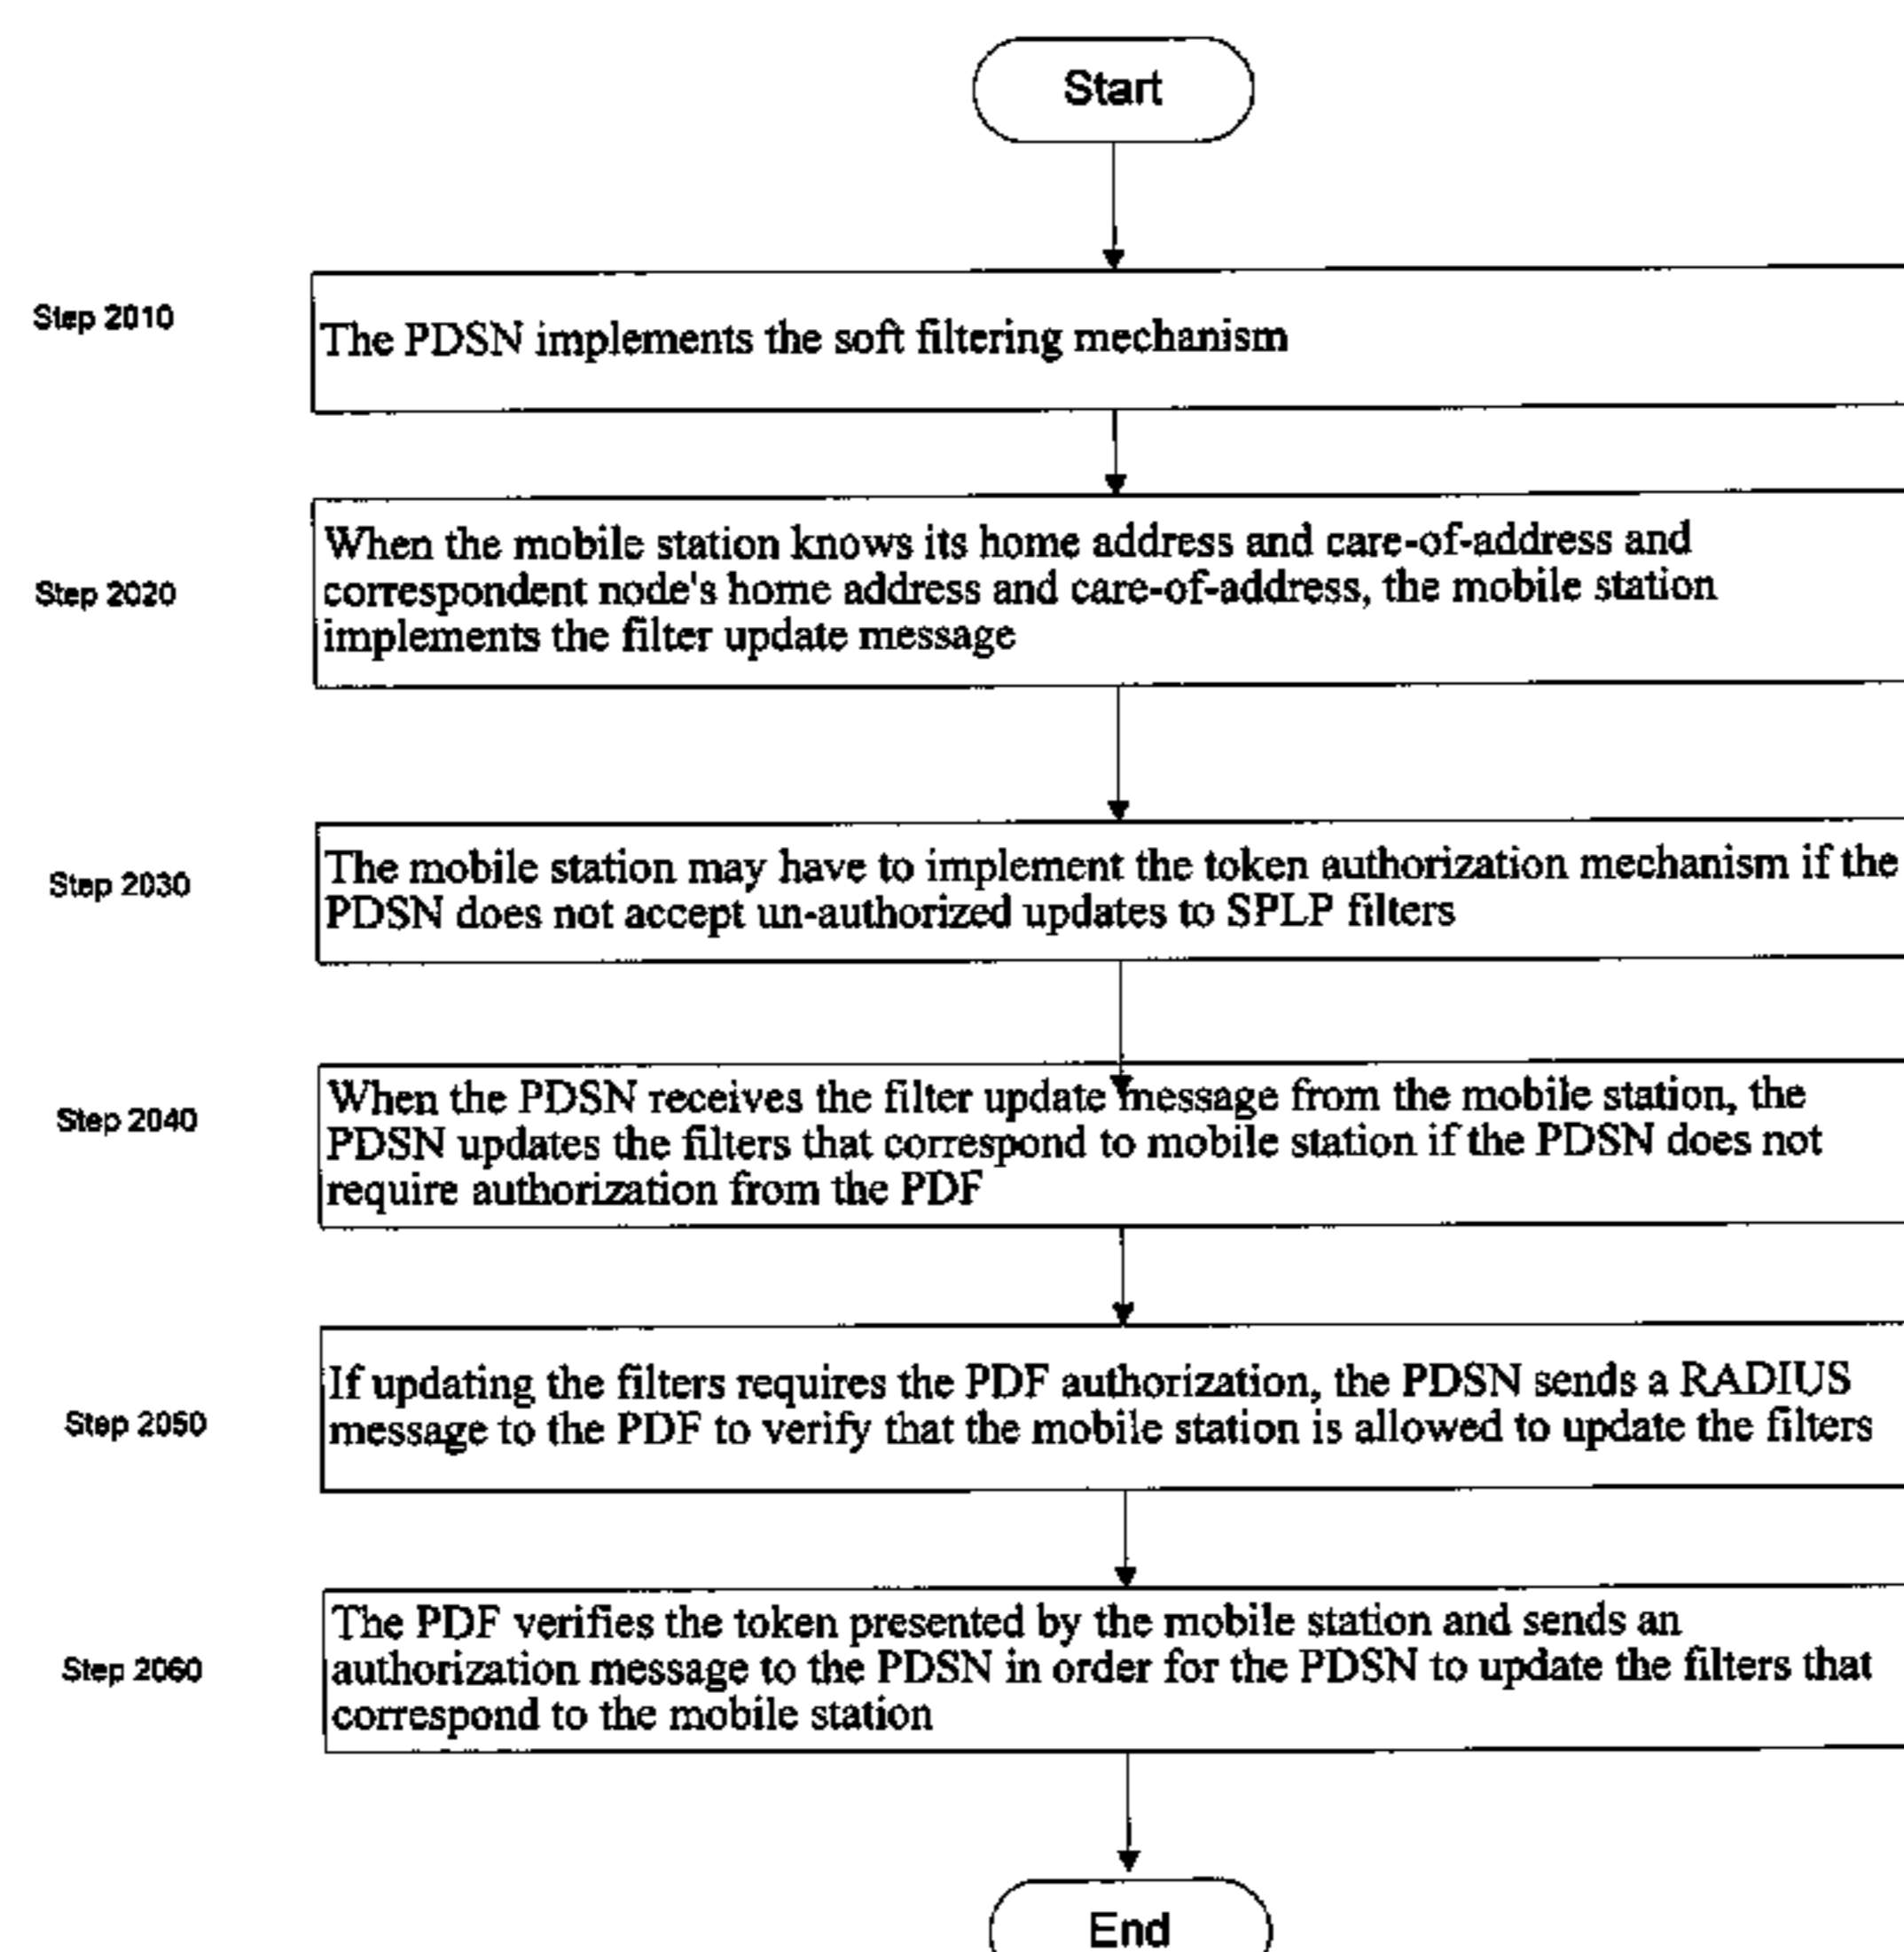 Start
Step 2010
The PDSN implements the soft filtering mechanism
Step 2020
When the mobile station knows its home address and care-of-address and
correspondent node's home address and care-of-address, the mobile station
implements the filter update message
Step 2030
The mobile station may have to implement the token authorization mechanism if the
PDSN does not accept un-authorized updates to SPLP filters
Step 2040
When the PDSN receives the filter update message from the mobile station, the
PDSN updates the filters that correspond to mobile station if the PDSN does not
require authorization from the PDF
Step 2050
If updating the filters requires the PDF authorization, the PDSN sends a RADIUS
message to the PDF to verify that the mobile station is allowed to update the filters
Step 2060
The PDF verifies the token presented by the mobile station and sends an
authorization message to the PDSN in order for the PDSN to update the filters that
correspond to the mobile station
End